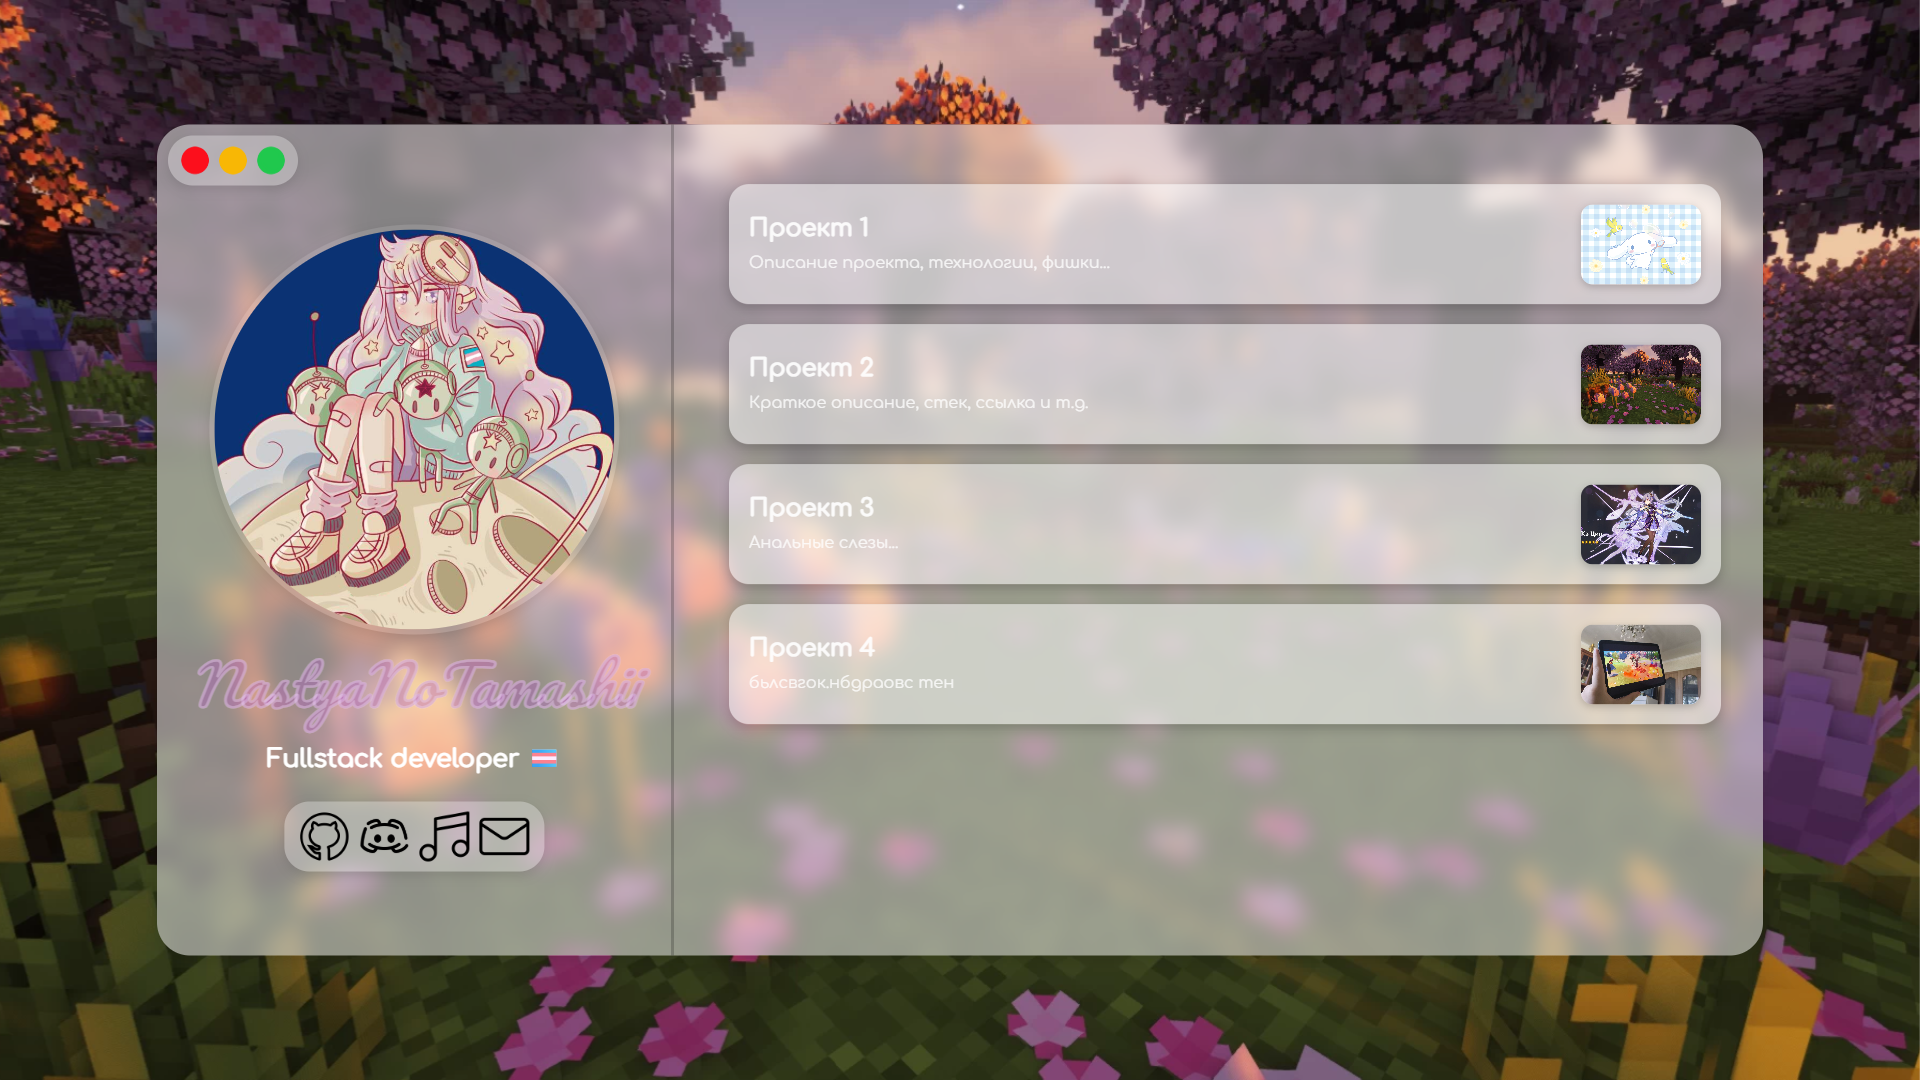 NastyaNoTamashii
Fullstack developer
Проект 1
Описание проекта, технологии, фишки...
Проект 2
Краткое описание, стек, ссылка и т.д.
Проект 3
Анальные слезы...
Проект 4
бьлсвгок.нбдраовс тен